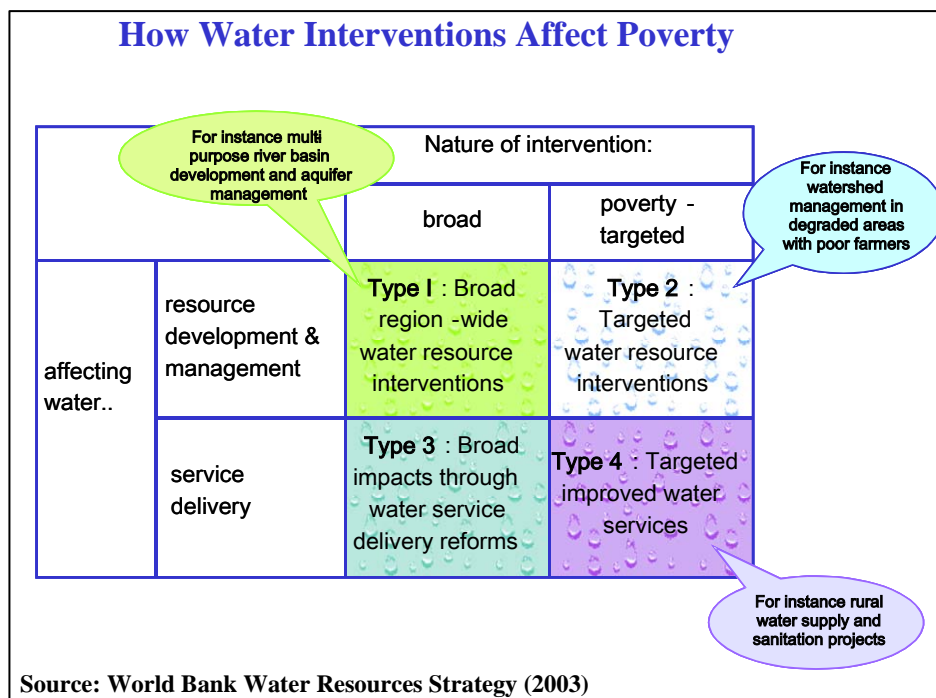 How Water Interventions Affect Poverty
For instance multi
purpose river basin
development and aquifer
management
Nature of intervention:
For instance
watershed
management in
degraded areas
with poor farmers
broad
poverty -
targeted
affecting
water..
resource
development &
management
Type I : Broad
region -wide
water resource
interventions
Type 2 :
Targeted
water resource
interventions
service
delivery
Type 3 : Broad
impacts through
water service
delivery reforms
Type 4 : Targeted
improved water
services
For instance rural
water supply and
sanitation projects
Source: World Bank Water Resources Strategy (2003)